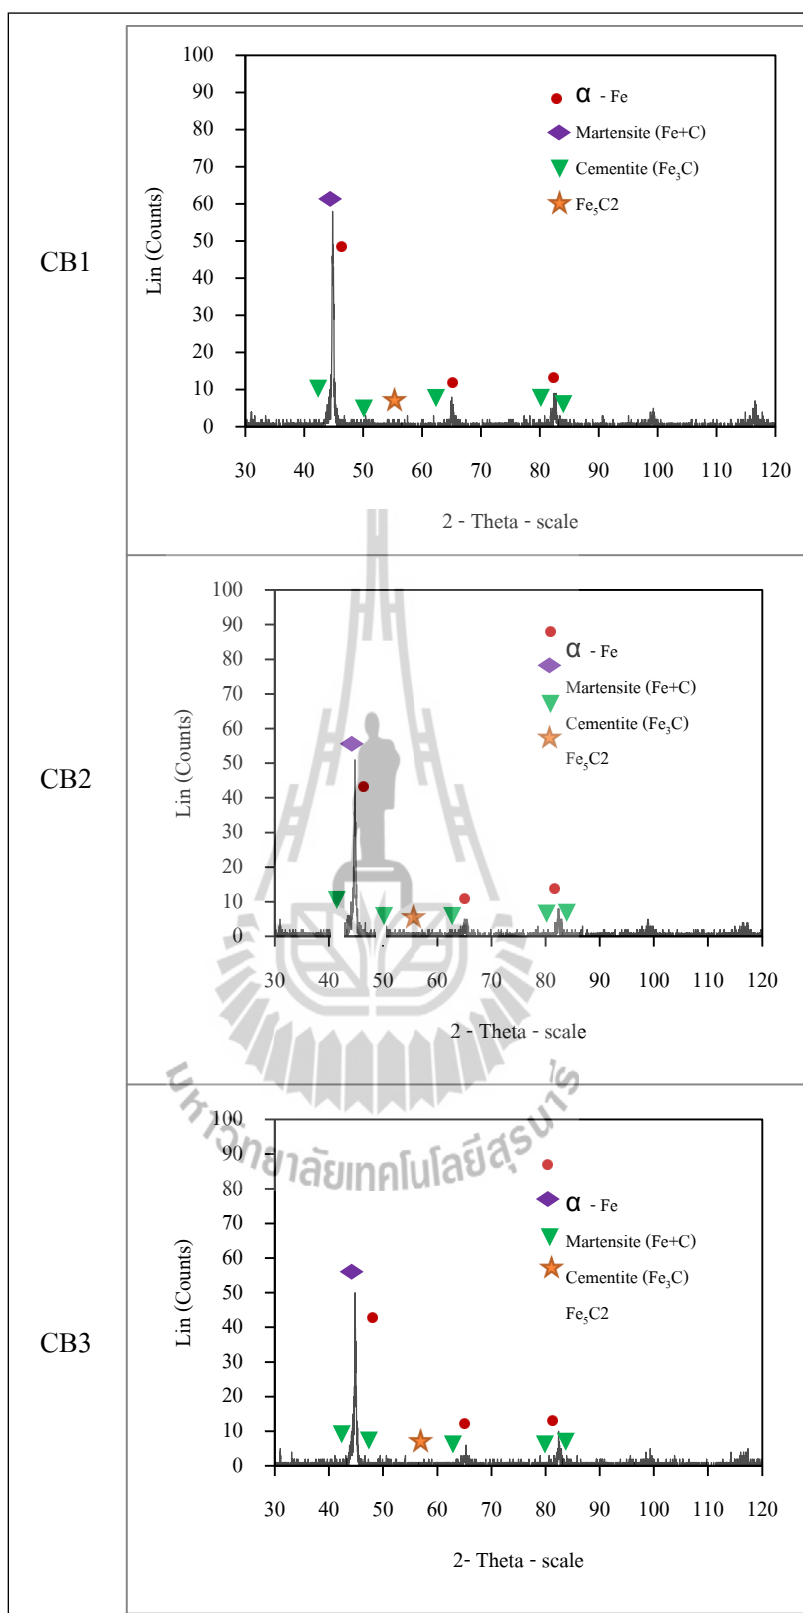 CB1
Lin (Counts)
100
90
80
70
60
50
40
30
20
10
0
α - Fe
Martensite (Fe+C)
Cementite (Fe₃C)
Fe₅C2
30 40 50 60 70 80 90 100 110 120
2 - Theta - scale
CB2
Lin (Counts)
100
90
80
70
60
50
40
30
20
10
0
α - Fe
Martensite (Fe+C)
Cementite (Fe₃C)
Fe₅C2
30 40 50 60 70 80 90 100 110 120
2 - Theta - scale
CB3
Lin (Counts)
100
90
80
70
60
50
40
30
20
10
0
α - Fe
Martensite (Fe+C)
Cementite (Fe₃C)
Fe₅C2
30 40 50 60 70 80 90 100 110 120
2- Theta - scale
มหาวิทยาลัยเทคโนโลยีสุรนารี